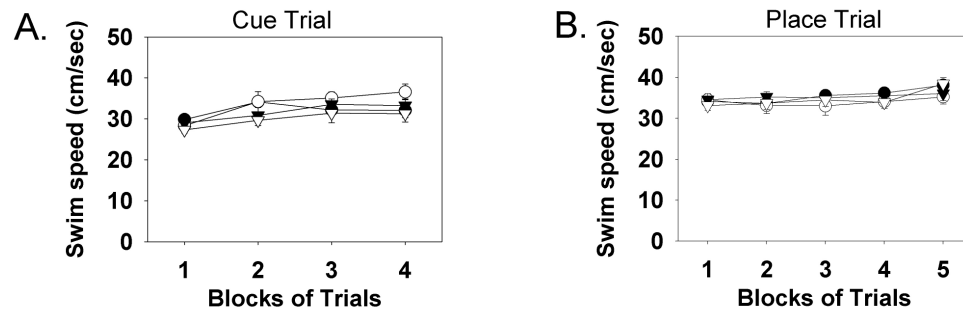 A.
Cue Trial
Swim speed (cm/sec)
50
40
30
20
10
0
1 2 3 4
Blocks of Trials
B.
Place Trial
Swim speed (cm/sec)
50
40
30
20
10
0
1 2 3 4 5
Blocks of Trials